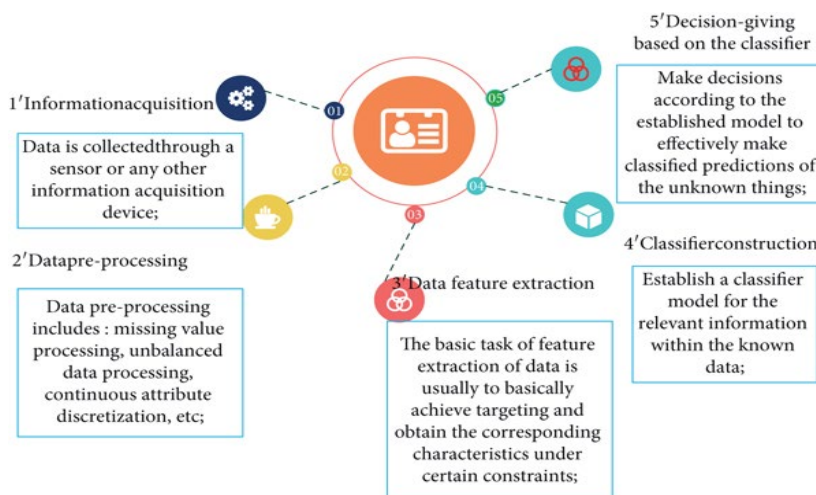 1′Informationacquisition
Data is collectedthrough a
sensor or any other
information acquisition
device;
2′Datapre-processing
Data pre-processing
includes : missing value
processing, unbalanced
data processing,
continuous attribute
discretization, etc;
01
02
03
04
05
3′Data feature extraction
The basic task of feature
extraction of data is
usually to basically
achieve targeting and
obtain the corresponding
characteristics under
certain constraints;
4′Classifierconstruction
Establish a classifier
model for the
relevant information
within the known
data;
5′Decision-giving
based on the classifier
Make decisions
according to the
established model to
effectively make
classified predictions of
the unknown things;